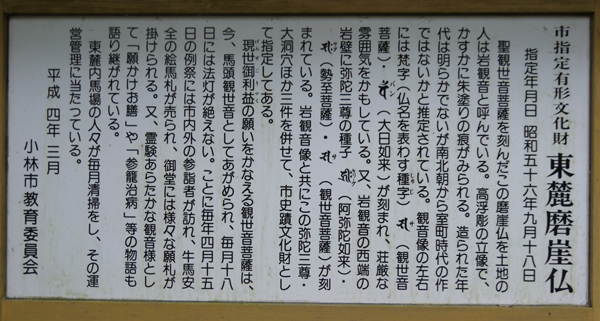 市指定有形文化財 東麓磨崖仏
指定年月日 昭和五十六年九月十八日
聖観世音菩薩を刻んだこの磨崖仏を土地の
人は岩観音と呼んでいる。高浮彫の立像で、
かすかに朱塗りの痕がみられる。造られた年
代は明らかでないが南北朝から室町時代の作
ではないかと推定されている。観音像の左右
には梵字(仏名を表わす種字)(観世音
菩薩)・(大日如来)が刻まれ、荘厳な
雰囲気をかもしている。又、岩観音の西端の
岩壁に弥陀三尊の種子(阿弥陀如来)・
(勢至菩薩)・(観世音菩薩)が刻
まれている。岩観音像と共にこの弥陀三尊・
大洞穴ほか三件を併せて、市史蹟文化財とし
て指定してある。
現世御利益の願いをかなえる観世音菩薩は、
今、馬頭観世音としてあがめられ、毎月十八
日には法灯が絶えない。ことに毎年四月十五
日の例祭には市内外の参詣者が訪れ、牛馬安
全の絵馬札が売られ、御堂には様々な願札が
掛けられる。又、霊験あらたかな観音様とし
て「願かけお膳」や「参籠治病」等の物語も
語り継がれている。
東麓内馬場の人々が毎月清掃をし、その運
営管理に当たっている。
平成四年三月
小林市教育委員会